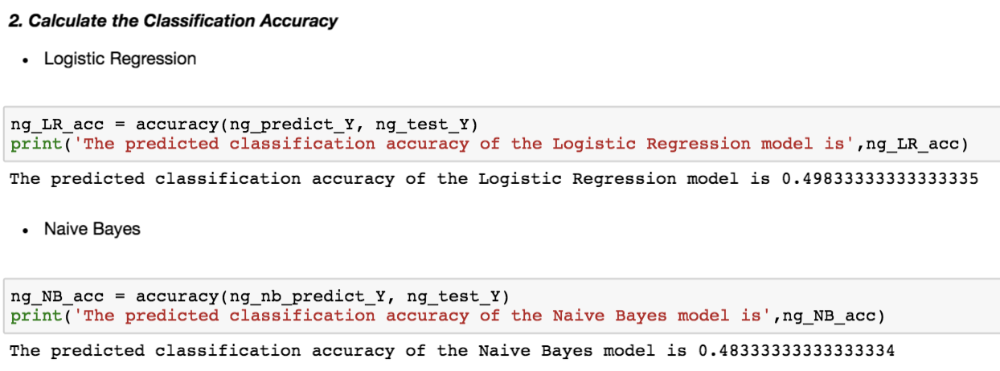 2. Calculate the Classification Accuracy
• Logistic Regression
ng_LR_acc = accuracy(ng_predict_Y, ng_test_Y)
print('The predicted classification accuracy of the Logistic Regression model is',ng_LR_acc)
The predicted classification accuracy of the Logistic Regression model is 0.49833333333333335
• Naive Bayes
ng_NB_acc = accuracy(ng_nb_predict_Y, ng_test_Y)
print('The predicted classification accuracy of the Naive Bayes model is',ng_NB_acc)
The predicted classification accuracy of the Naive Bayes model is 0.48333333333333334